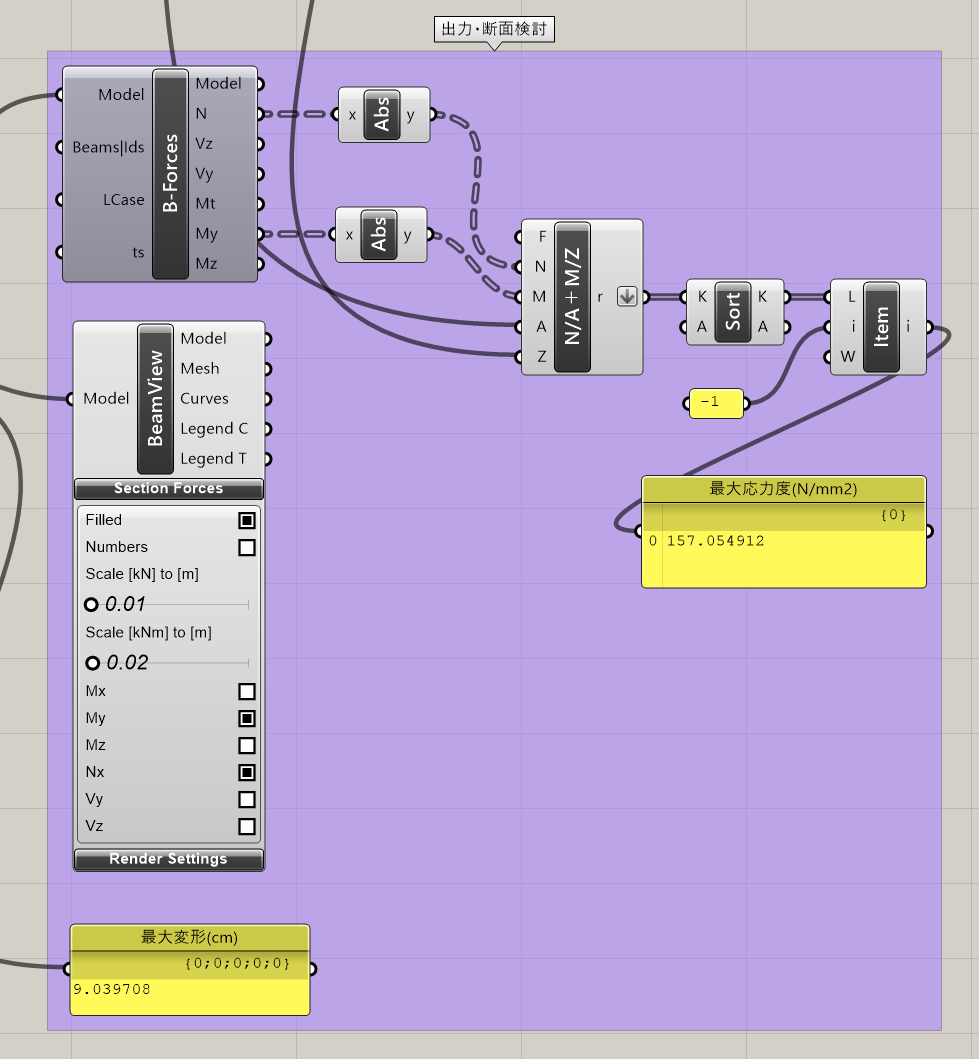 出力・断面検討
Model
Beams|Ids
LCase
ts
B-Forces
Model
N
Vz
Vy
Mt
My
Mz
x
Abs
y
x
Abs
y
F
N
M
A
Z
N/A+M/Z
r
K
A
Sort
K
A
L
i
W
Item
i
-1
最大応力度(N/mm2)
{0}
0 157.054912
Model
BeamView
Model
Mesh
Curves
Legend C
Legend T
Section Forces
Filled
Numbers
Scale [kN] to [m]
0.01
Scale [kNm] to [m]
0.02
Mx
My
Mz
Nx
Vy
Vz
Render Settings
最大変形(cm)
{0;0;0;0;0}
9.039708